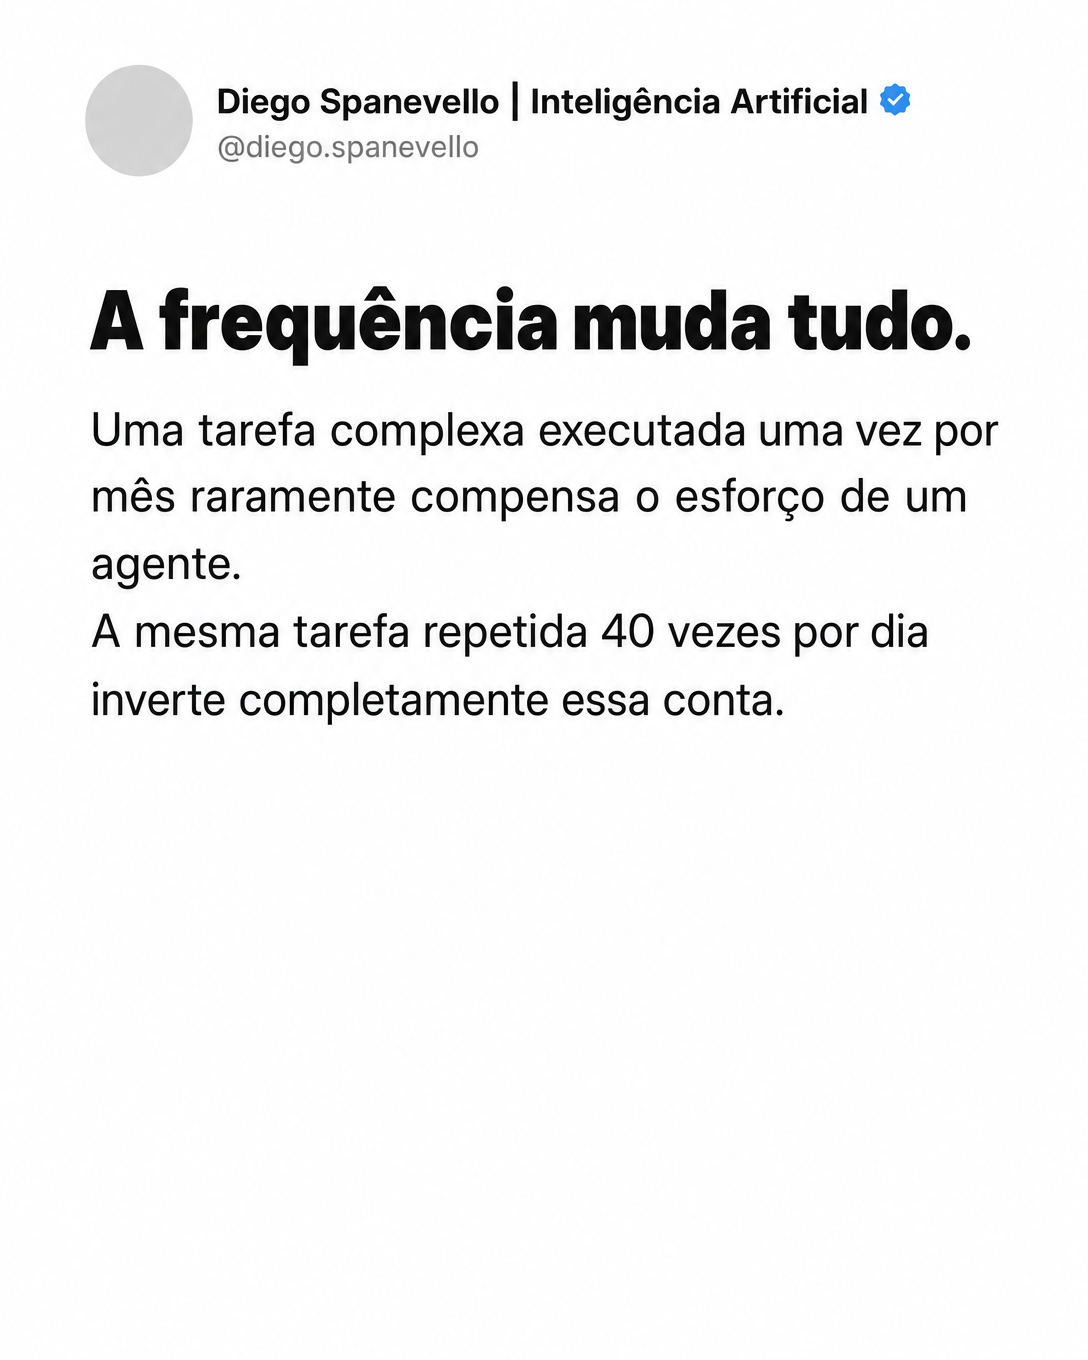 Diego Spanevello | Inteligência Artificial
@diego.spanevello
A frequência muda tudo.
Uma tarefa complexa executada uma vez por
mês raramente compensa o esforço de um
agente.
A mesma tarefa repetida 40 vezes por dia
inverte completamente essa conta.